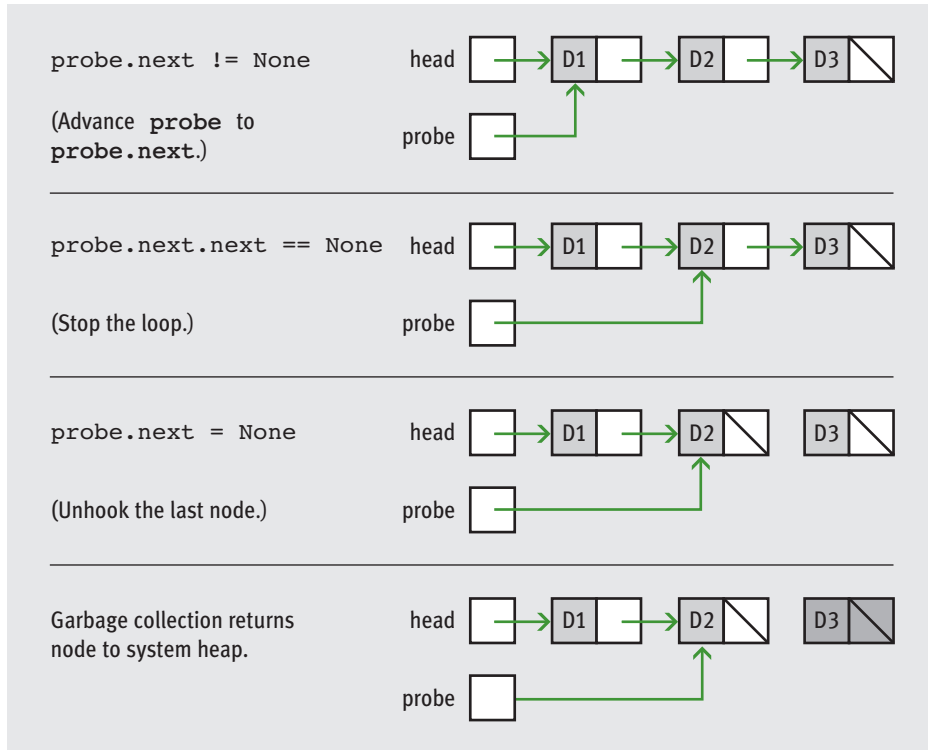 probe.next != None
head
D1
D2
D3
(Advance probe to
probe.next.)
probe
probe.next.next == None
head
D1
D2
D3
(Stop the loop.)
probe
probe.next = None
head
D1
D2
D3
(Unhook the last node.)
probe
Garbage collection returns
node to system heap.
head
D1
D2
D3
probe